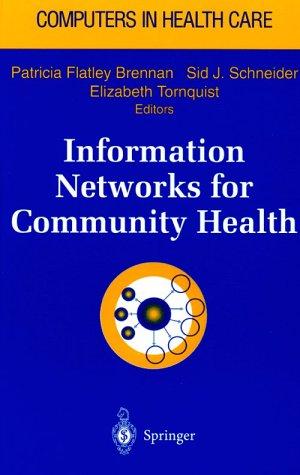 COMPUTERS IN HEALTH CARE
Patricia Flatley Brennan Sid J. Schneider
Elizabeth Tornquist
Editors
Information
Networks for
Community Health
Springer